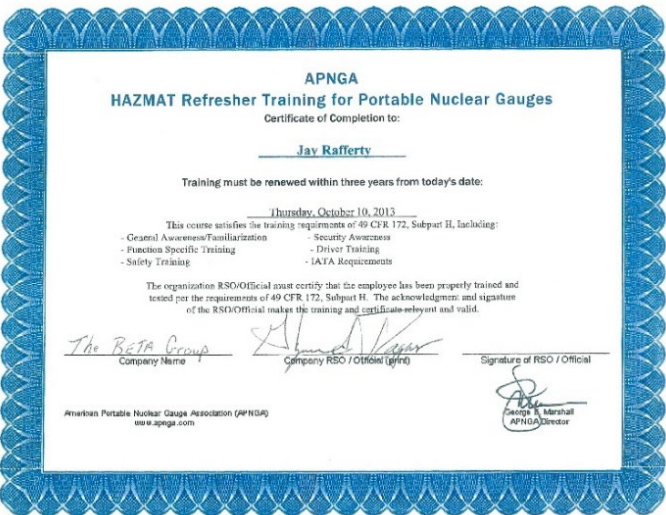 APNGA
HAZMAT Refresher Training for Portable Nuclear Gauges
Certificate of Completion to:
Jay Rafferty
Training must be renewed within three years from today's date:
Thursday, October 10, 2013
This course satisfies the training requirments of 49 CFR 172, Subpart H, Including:
- General Awareness/Familiarization - Security Awareness
- Function Specific Training - Driver Training
- Safety Training - IATA Requirements
The organization RSO/Official must certify that the employee has been properly trained and
tested per the requirements of 49 CFR 172, Subpart H. The acknowledgment and signature
of the RSO/Official makes the training and certificate relevant and valid.
The BETA Group
Company Name Company RSO / Official (print) Signature of RSO / Official
George E. Marshall
APNGA Director
American Portable Nuclear Gauge Association (APNGA)
www.apnga.com